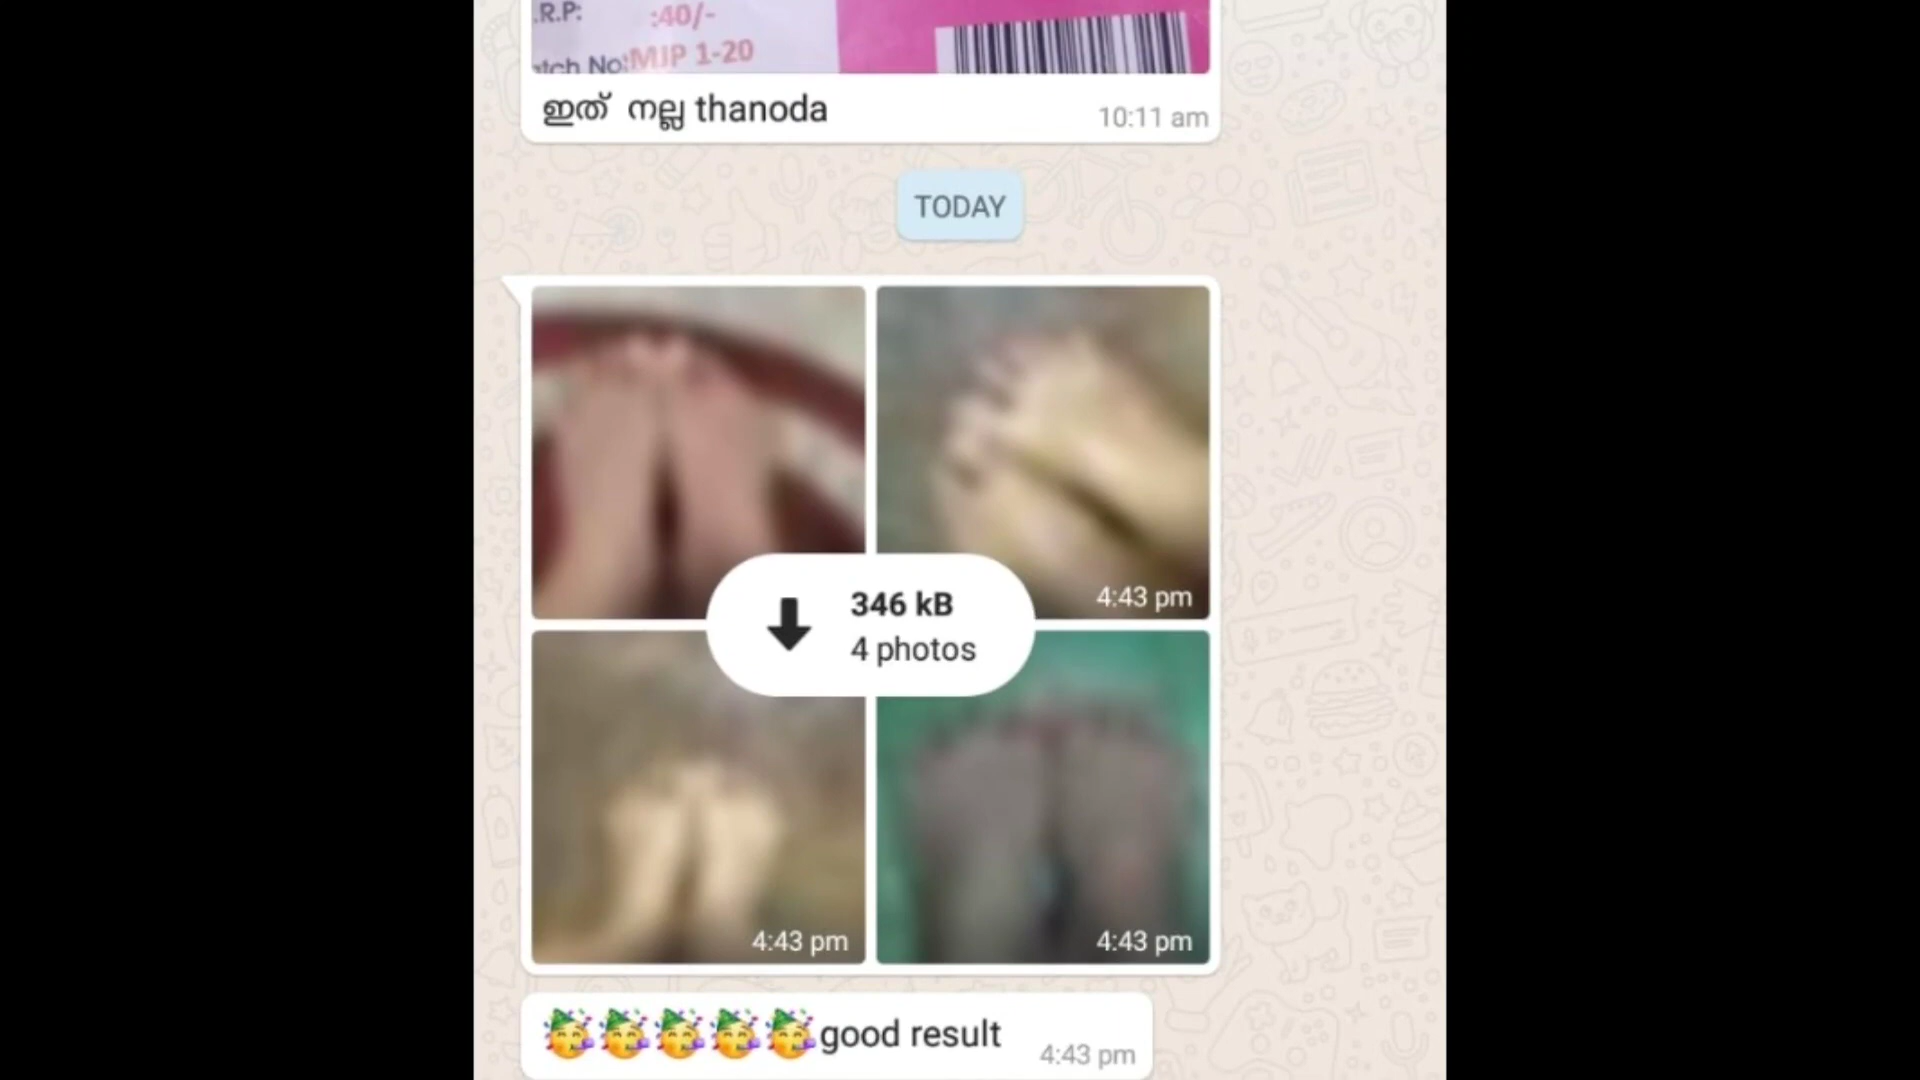 .R.P: :40/-
atch No: MJP 1-20
ഇത് നല്ല thanoda
10:11 am
TODAY
4:43 pm
346 kB
4 photos
4:43 pm
4:43 pm
🥳🥳🥳🥳🥳good result
4:43 pm